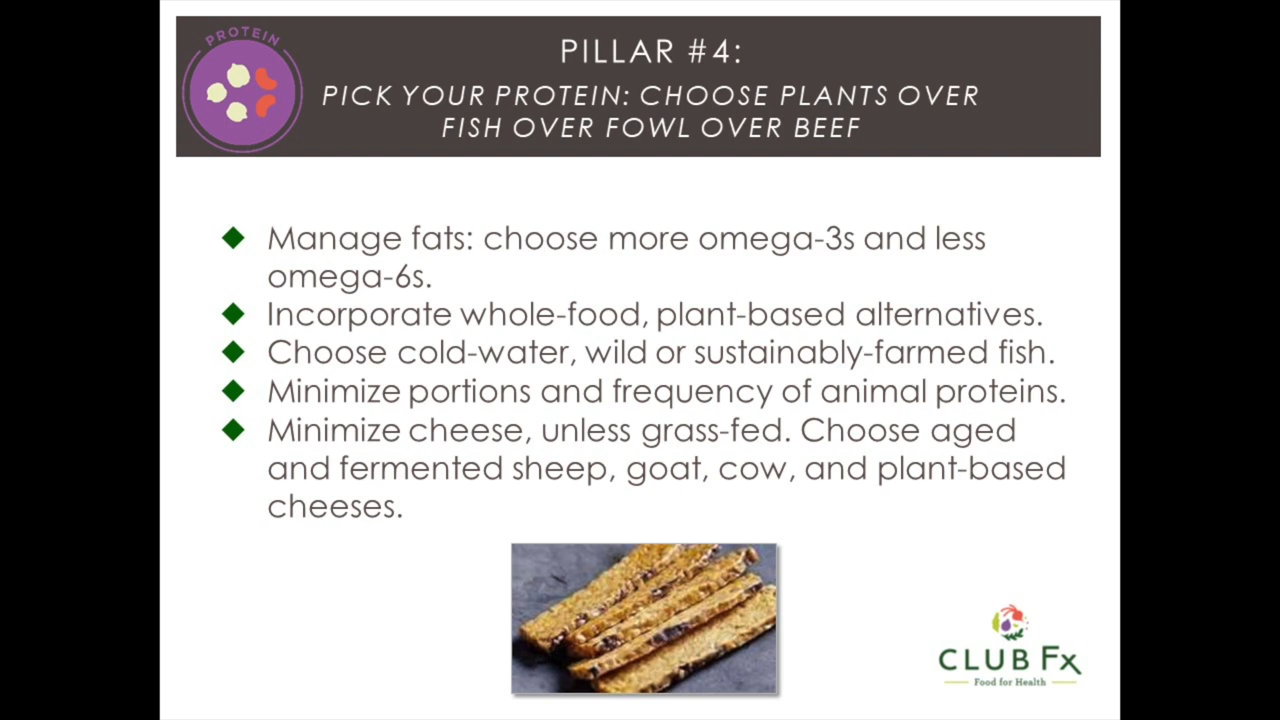 PROTEIN
PILLAR #4:
PICK YOUR PROTEIN: CHOOSE PLANTS OVER
FISH OVER FOWL OVER BEEF
Manage fats: choose more omega-3s and less
omega-6s.
Incorporate whole-food, plant-based alternatives.
Choose cold-water, wild or sustainably-farmed fish.
Minimize portions and frequency of animal proteins.
Minimize cheese, unless grass-fed. Choose aged
and fermented sheep, goat, cow, and plant-based
cheeses.
CLUB Fx
Food for Health